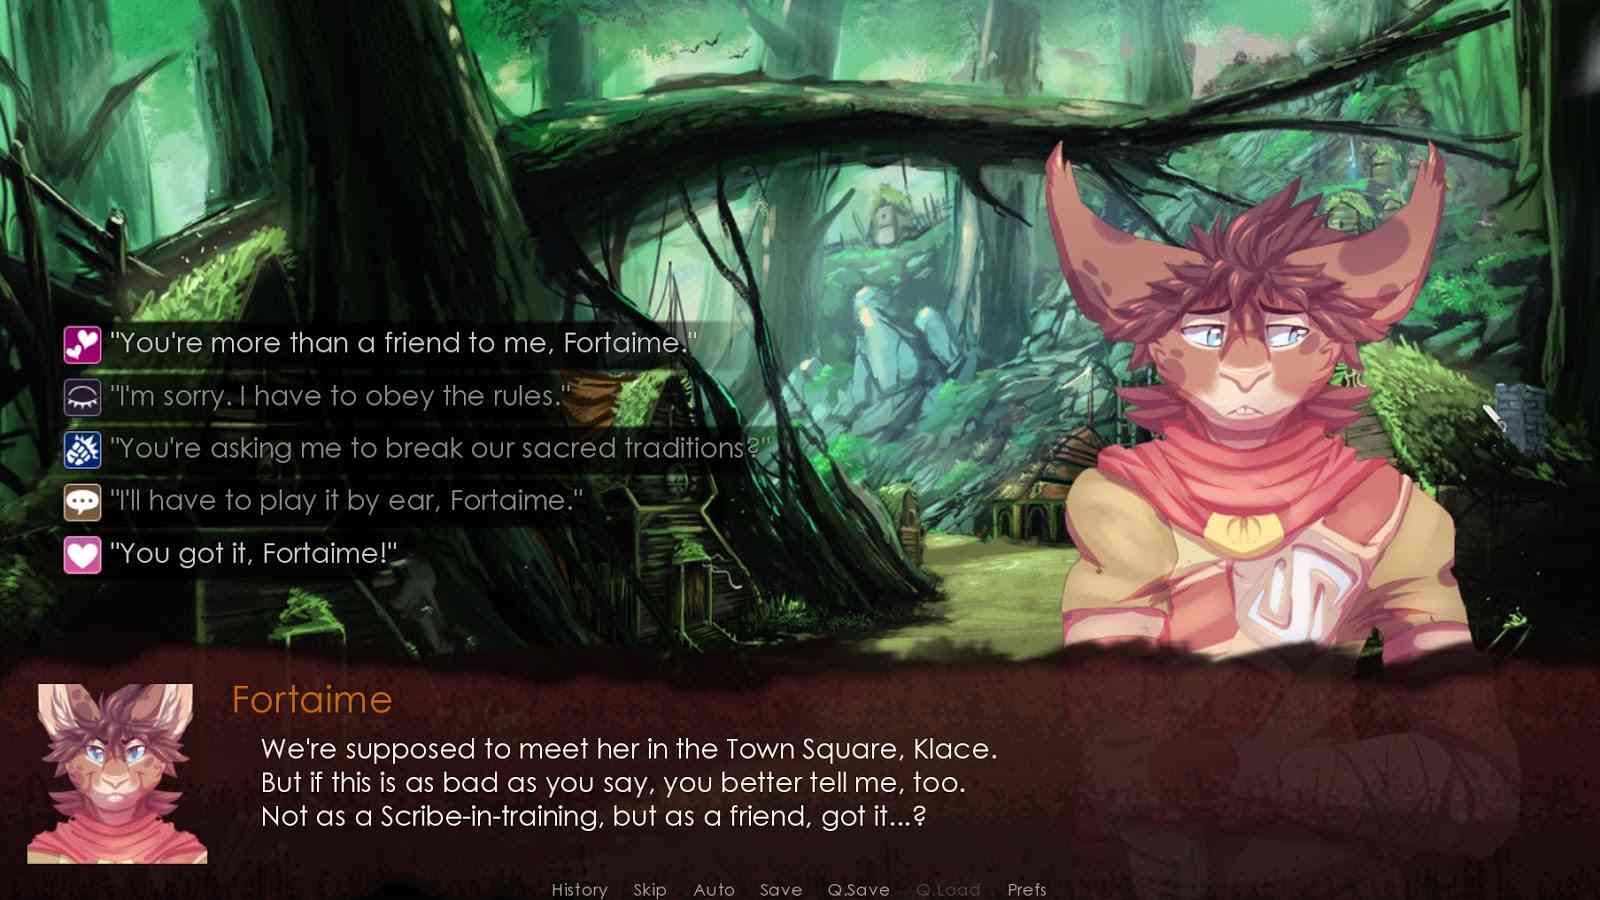 "You're more than a friend to me, Fortaime."
"I'm sorry. I have to obey the rules."
"You're asking me to break our sacred traditions?"
"I'll have to play it by ear, Fortaime."
"You got it, Fortaime!"
Fortaime
We're supposed to meet her in the Town Square, Klace.
But if this is as bad as you say, you better tell me, too.
Not as a Scribe-in-training, but as a friend, got it...?
History Skip Auto Save Q.Save Q.Load Prefs